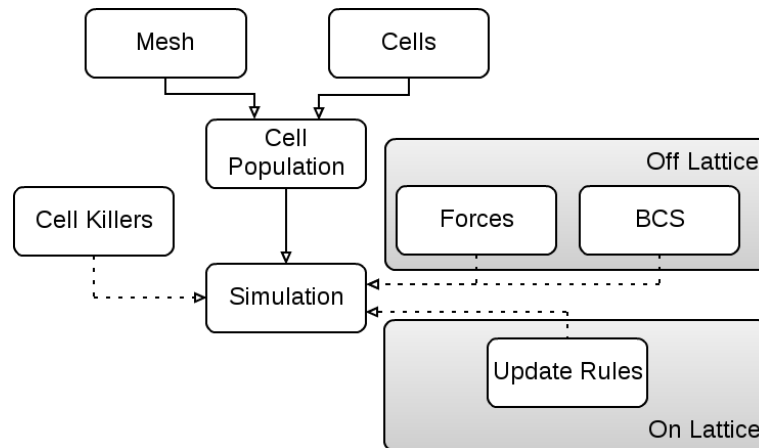 Mesh
Cells
Cell
Population
Off Lattice
Cell Killers
Forces
BCS
Simulation
Update Rules
On Lattice